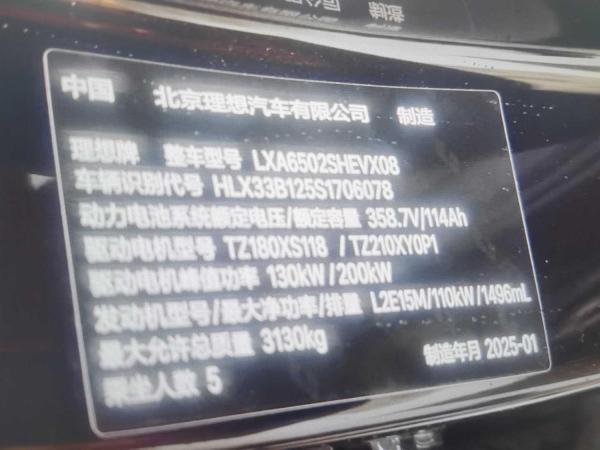 中国 北京理想汽车有限公司 制造
理想牌 整车型号 LXA6502SHEVX08
车辆识别代号 HLX33B125S1706078
动力电池系统额定电压/额定容量 358.7V/114Ah
驱动电机型号 TZ180XS118 / TZ210XY0P1
驱动电机峰值功率 130kW / 200kW
发动机型号/最大净功率/排量 L2E15M/110kW/1496mL
最大允许总质量 3130kg 制造年月 2025-01
乘坐人数 5